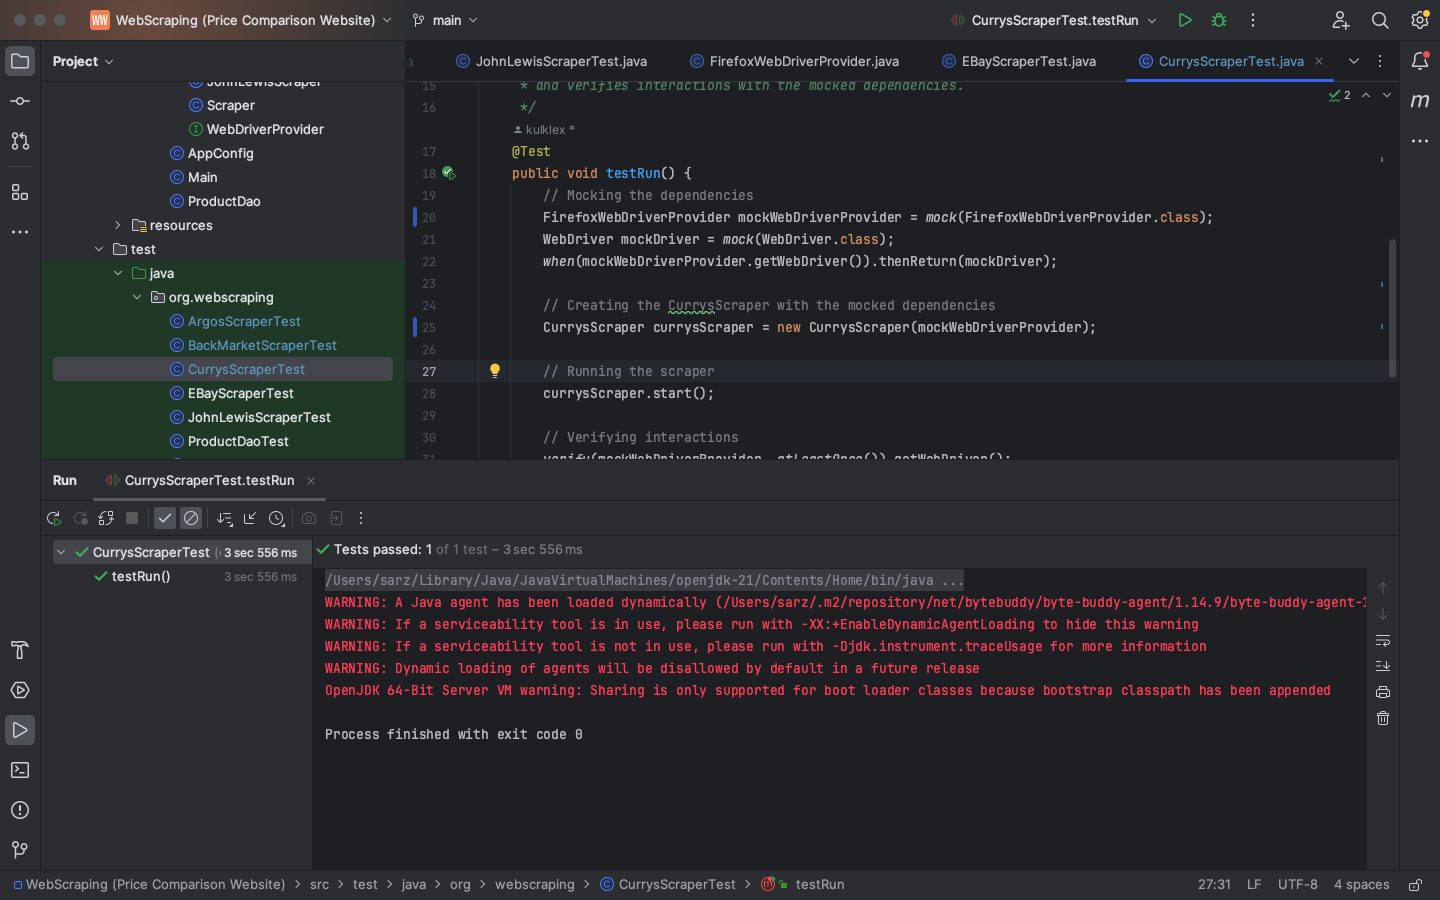 WW WebScraping (Price Comparison Website) main CurrysScraperTest.testRun
Project
JohnLewisScraper
Scraper
WebDriverProvider
AppConfig
Main
ProductDao
resources
test
java
org.webscraping
ArgosScraperTest
BackMarketScraperTest
CurrysScraperTest
EBayScraperTest
JohnLewisScraperTest
ProductDaoTest
JohnLewisScraperTest.java FirefoxWebDriverProvider.java EBayScraperTest.java CurrysScraperTest.java
2
15 * and verifies interactions with the mocked dependencies.
16 */
kulklex *
17 @Test
18 public void testRun() {
19 // Mocking the dependencies
20 FirefoxWebDriverProvider mockWebDriverProvider = mock(FirefoxWebDriverProvider.class);
21 WebDriver mockDriver = mock(WebDriver.class);
22 when(mockWebDriverProvider.getWebDriver()).thenReturn(mockDriver);
23
24 // Creating the CurrysScraper with the mocked dependencies
25 CurrysScraper currysScraper = new CurrysScraper(mockWebDriverProvider);
26
27 // Running the scraper
28 currysScraper.start();
29
30 // Verifying interactions
31 verify(mockWebDriverProvider, atLeastOnce()).getWebDriver();
Run CurrysScraperTest.testRun
CurrysScraperTest 3 sec 556 ms
testRun() 3 sec 556 ms
Tests passed: 1 of 1 test – 3 sec 556 ms
/Users/sarz/Library/Java/JavaVirtualMachines/openjdk-21/Contents/Home/bin/java ...
WARNING: A Java agent has been loaded dynamically (/Users/sarz/.m2/repository/net/bytebuddy/byte-buddy-agent/1.14.9/byte-buddy-agent-1
WARNING: If a serviceability tool is in use, please run with -XX:+EnableDynamicAgentLoading to hide this warning
WARNING: If a serviceability tool is not in use, please run with -Djdk.instrument.traceUsage for more information
WARNING: Dynamic loading of agents will be disallowed by default in a future release
OpenJDK 64-Bit Server VM warning: Sharing is only supported for boot loader classes because bootstrap classpath has been appended
Process finished with exit code 0
WebScraping (Price Comparison Website) src test java org webscraping CurrysScraperTest testRun 27:31 LF UTF-8 4 spaces